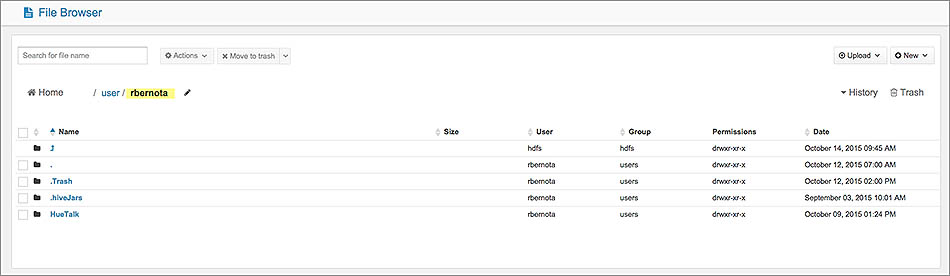 File Browser
Search for file name Actions Move to trash Upload New
Home / user / rbernota History Trash
Name Size User Group Permissions Date
hdfs hdfs drwxr-xr-x October 14, 2015 09:45 AM
. rbernota users drwxr-xr-x October 12, 2015 07:00 AM
.Trash rbernota users drwxr-xr-x October 12, 2015 02:00 PM
.hiveJars rbernota users drwxr-xr-x September 03, 2015 10:01 AM
HueTalk rbernota users drwxr-xr-x October 09, 2015 01:24 PM